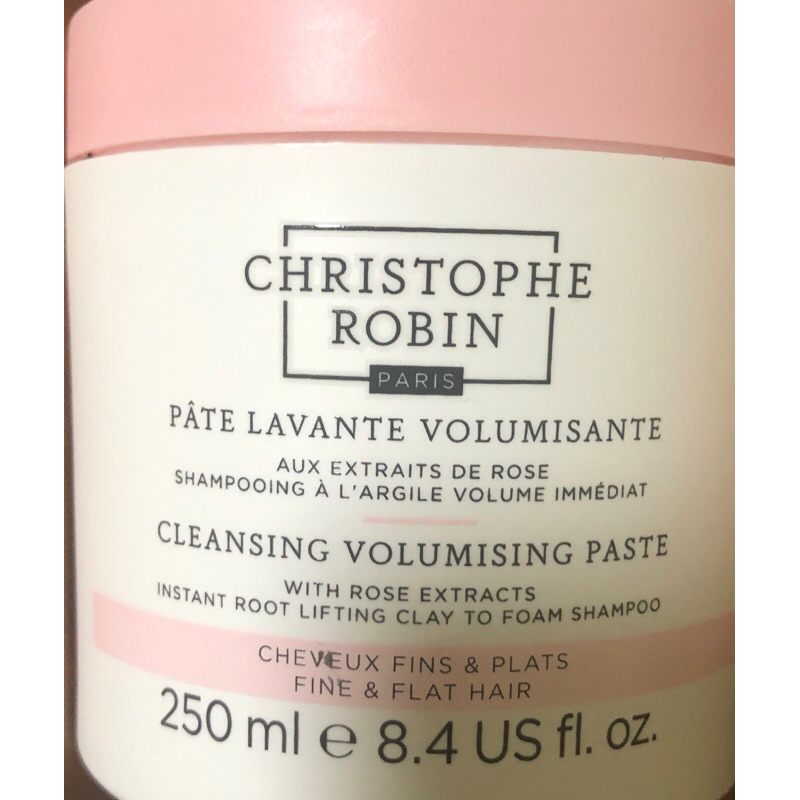 CHRISTOPHE
ROBIN
PARIS
PÂTE LAVANTE VOLUMISANTE
AUX EXTRAITS DE ROSE
SHAMPOOING À L'ARGILE VOLUME IMMÉDIAT
CLEANSING VOLUMISING PASTE
WITH ROSE EXTRACTS
INSTANT ROOT LIFTING CLAY TO FOAM SHAMPOO
CHEVEUX FINS & PLATS
FINE & FLAT HAIR
250 ml e 8.4 US fl. oz.